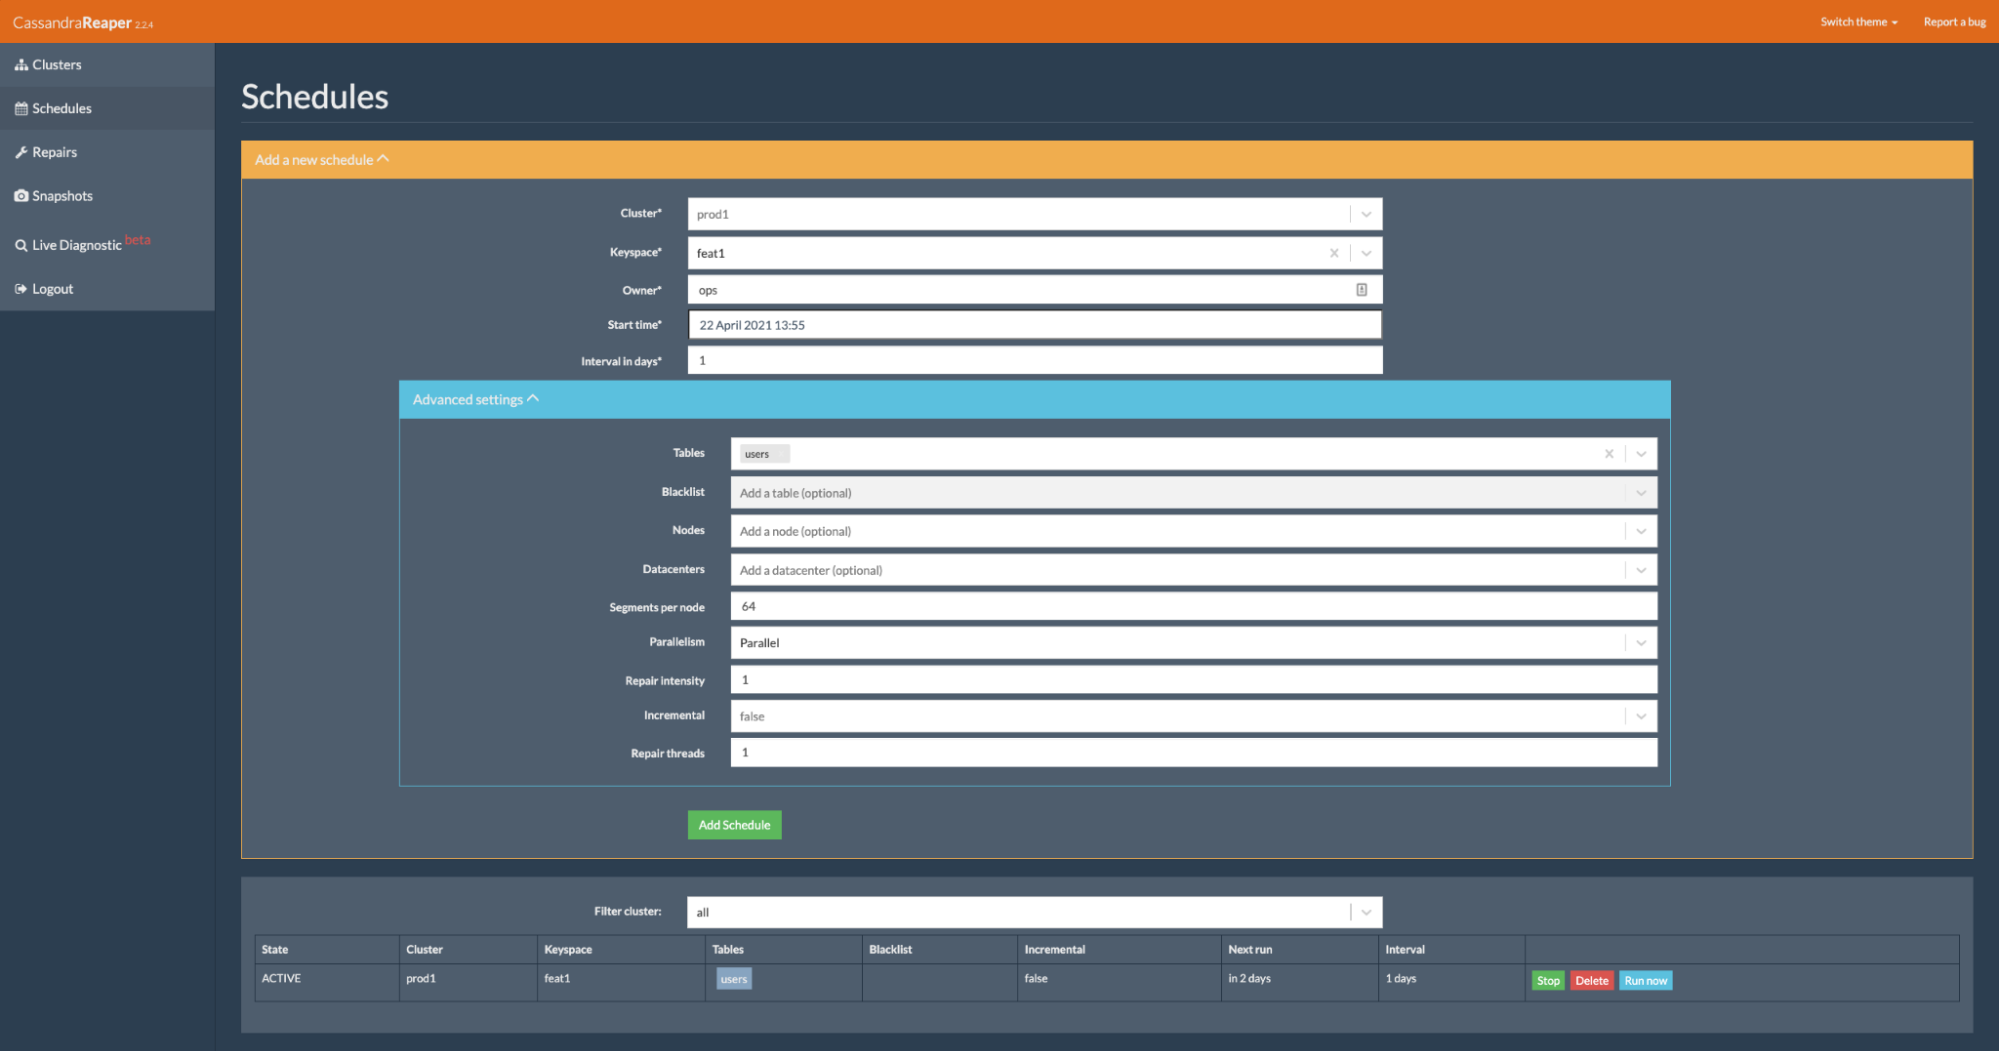 CassandraReaper 2.2.4
Switch theme
Report a bug
Clusters
Schedules
Repairs
Snapshots
Live Diagnostic beta
Logout
Schedules
Add a new schedule
Cluster* prod1
Keyspace* feat1
Owner* ops
Start time* 22 April 2021 13:55
Interval in days* 1
Advanced settings
Tables users
Blacklist Add a table (optional)
Nodes Add a node (optional)
Datacenters Add a datacenter (optional)
Segments per node 64
Parallelism Parallel
Repair intensity 1
Incremental false
Repair threads 1
Add Schedule
Filter cluster: all
State Cluster Keyspace Tables Blacklist Incremental Next run Interval
ACTIVE prod1 feat1 users false in 2 days 1 days Stop Delete Run now